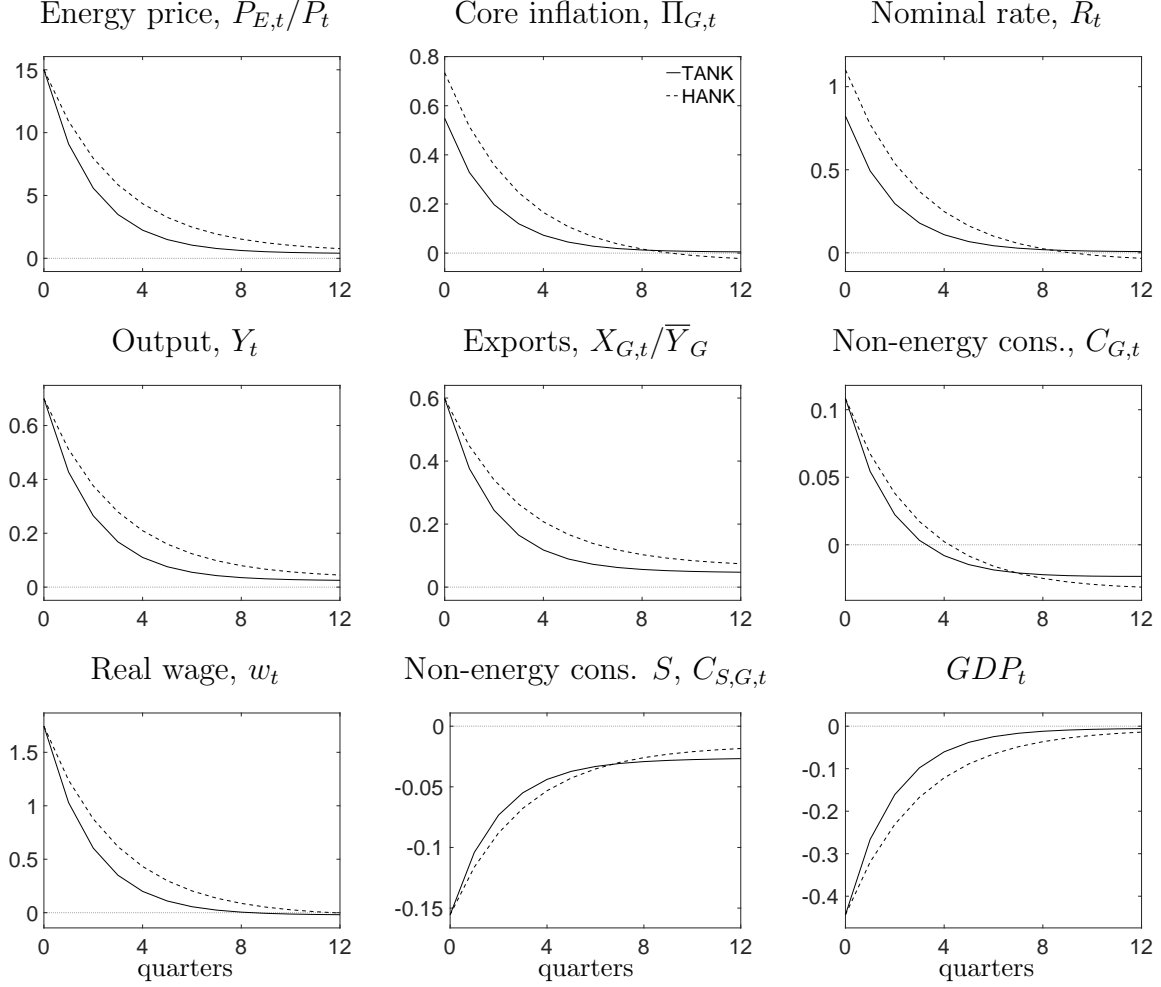 Energy price, $P_{E,t}/P_t$
Core inflation, $\Pi_{G,t}$
Nominal rate, $R_t$
15
10
5
0
0 4 8 12
0.8
0.6
0.4
0.2
0
0 4 8 12
TANK
HANK
1
0.5
0
0 4 8 12
Output, $Y_t$
Exports, $X_{G,t}/\overline{Y}_G$
Non-energy cons., $C_{G,t}$
0.6
0.4
0.2
0
0 4 8 12
0.6
0.4
0.2
0
0 4 8 12
0.1
0.05
0
0 4 8 12
Real wage, $w_t$
Non-energy cons. $S$, $C_{S,G,t}$
$GDP_t$
1.5
1
0.5
0
0 4 8 12
quarters
0
-0.05
-0.1
-0.15
0 4 8 12
quarters
0
-0.1
-0.2
-0.3
-0.4
0 4 8 12
quarters